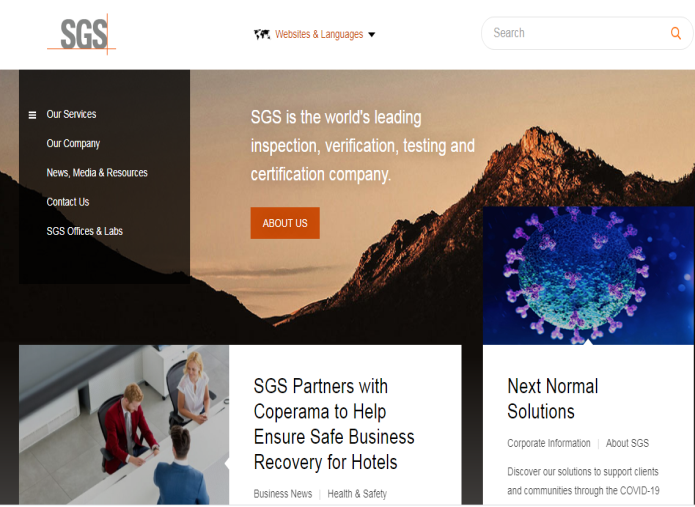 SGS
Websites & Languages
Search
Our Services
Our Company
News, Media & Resources
Contact Us
SGS Offices & Labs
SGS is the world's leading
inspection, verification, testing and
certification company.
ABOUT US
SGS Partners with
Coperama to Help
Ensure Safe Business
Recovery for Hotels
Business News | Health & Safety
Next Normal
Solutions
Corporate Information | About SGS
Discover our solutions to support clients
and communities through the COVID-19